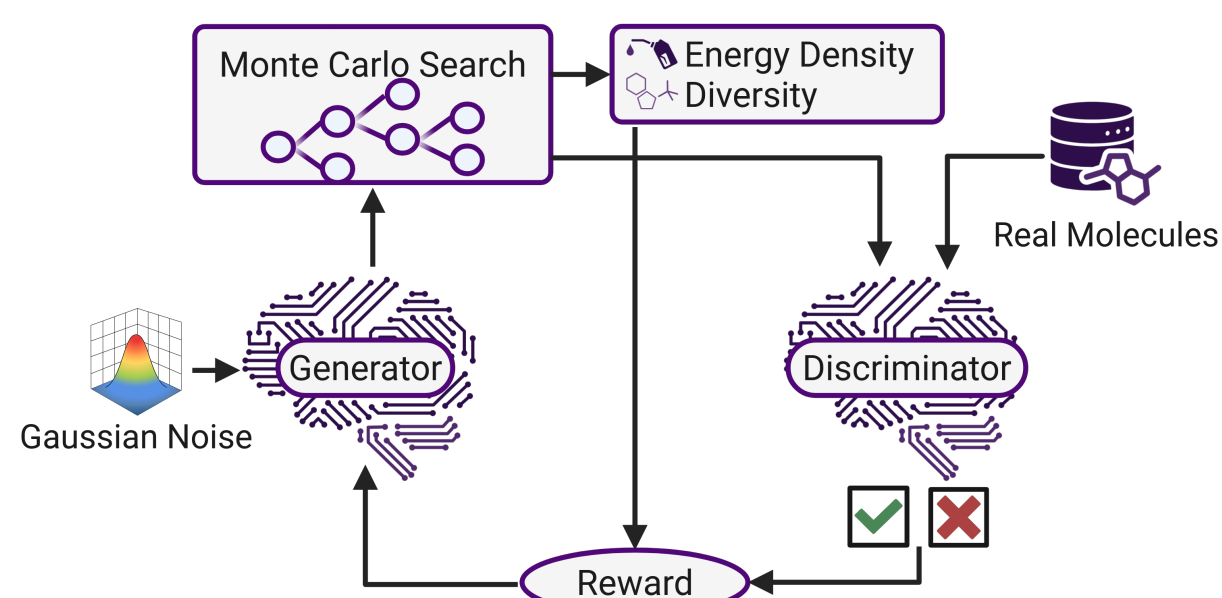 Monte Carlo Search
Energy Density
Diversity
Real Molecules
Generator
Discriminator
Gaussian Noise
Reward